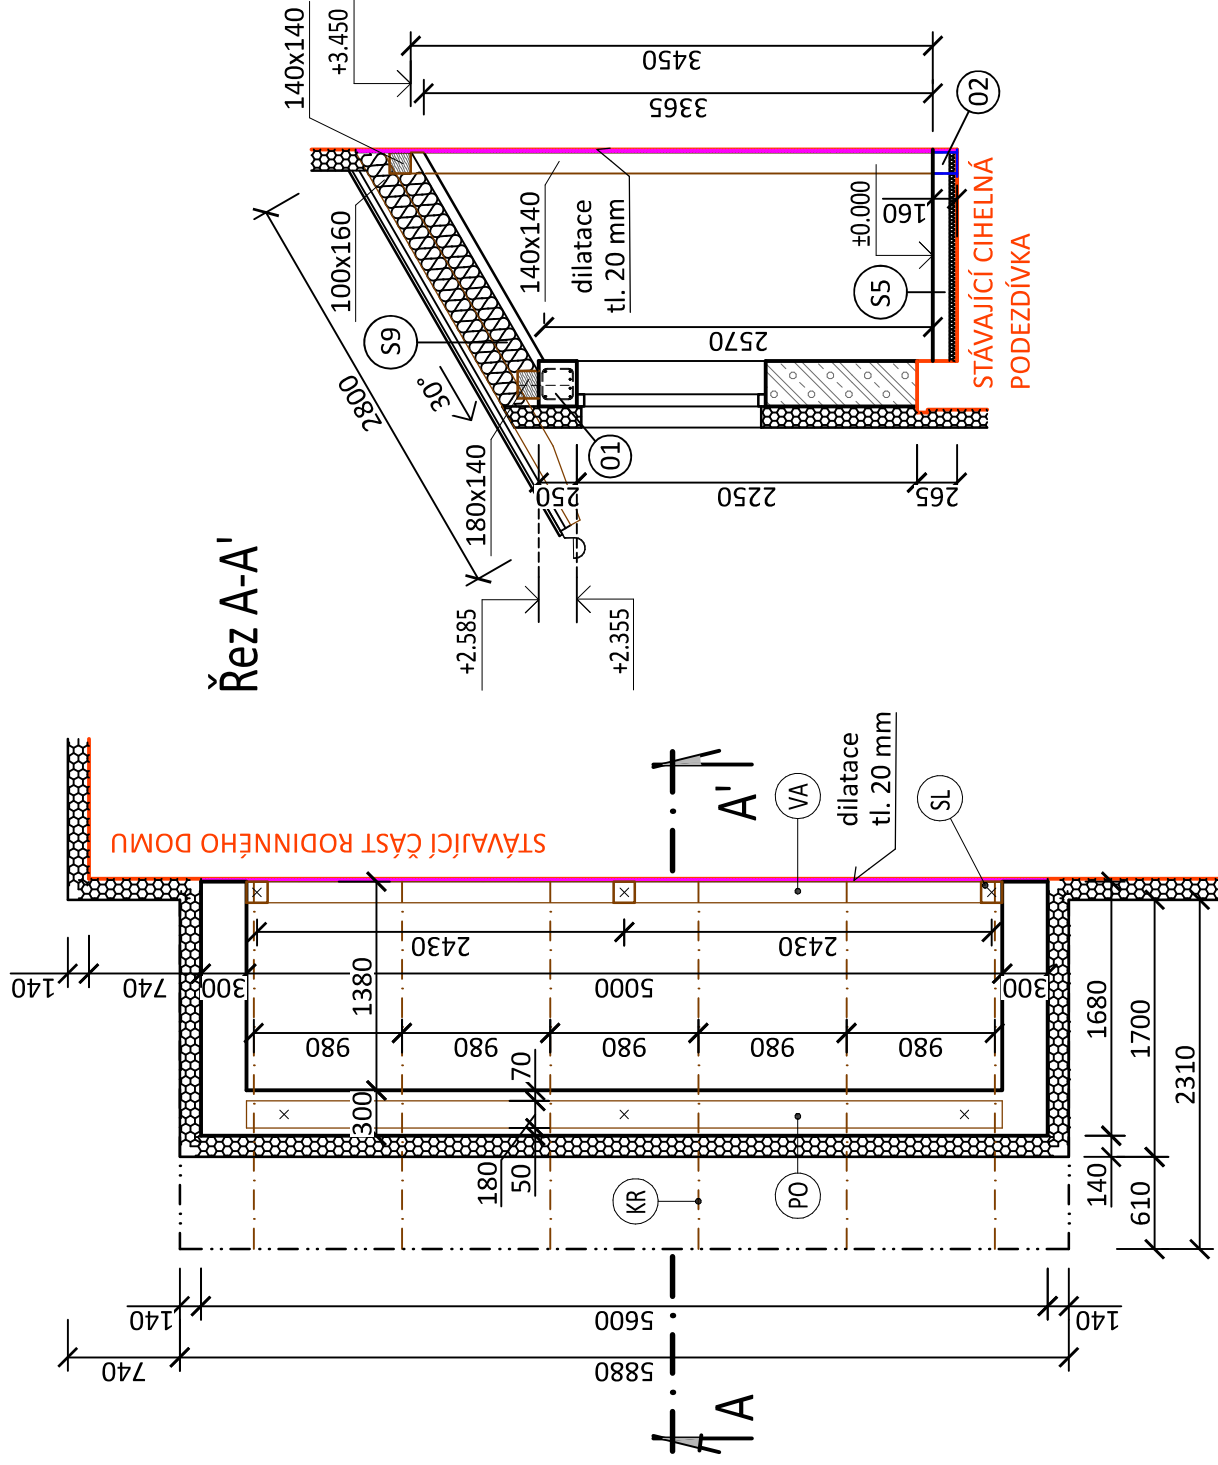 Řez A-A'
140x140
+3.450
3450
3365
100x160
S9
30°
2800
180x140
140x140
dilatace
tl. 20 mm
±0.000
160
02
S5
STÁVAJÍCÍ CIHELNÁ
PODEZDÍVKA
2570
01
250
2250
265
+2.585
+2.355
STÁVAJÍCÍ ČÁST RODINNÉHO DOMU
A'
VA
dilatace
tl. 20 mm
SL
140
740
300
5000
300
2430
2430
1380
980
980
980
980
980
300
70
180
50
KR
PO
1680
1700
2310
140
610
140
5600
140
740
5880
A